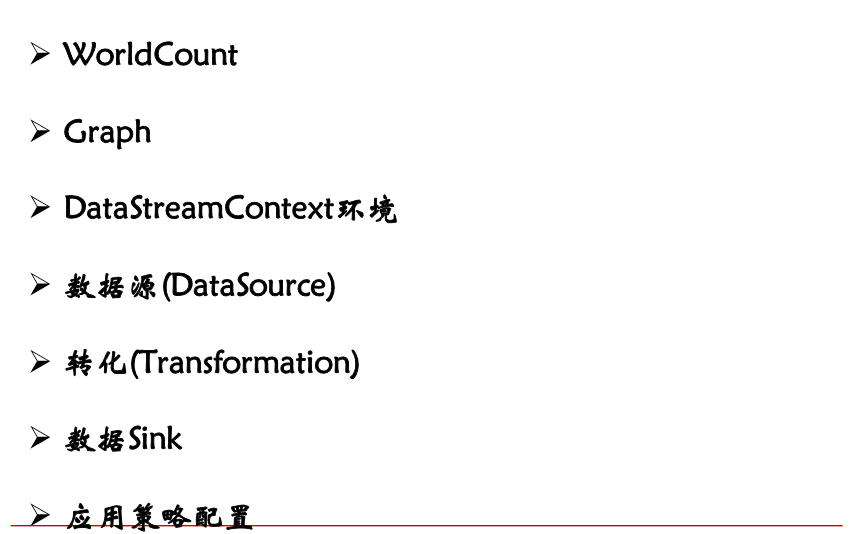 WorldCount
Graph
DataStreamContext环境
数据源(DataSource)
转化(Transformation)
数据Sink
应用策略配置